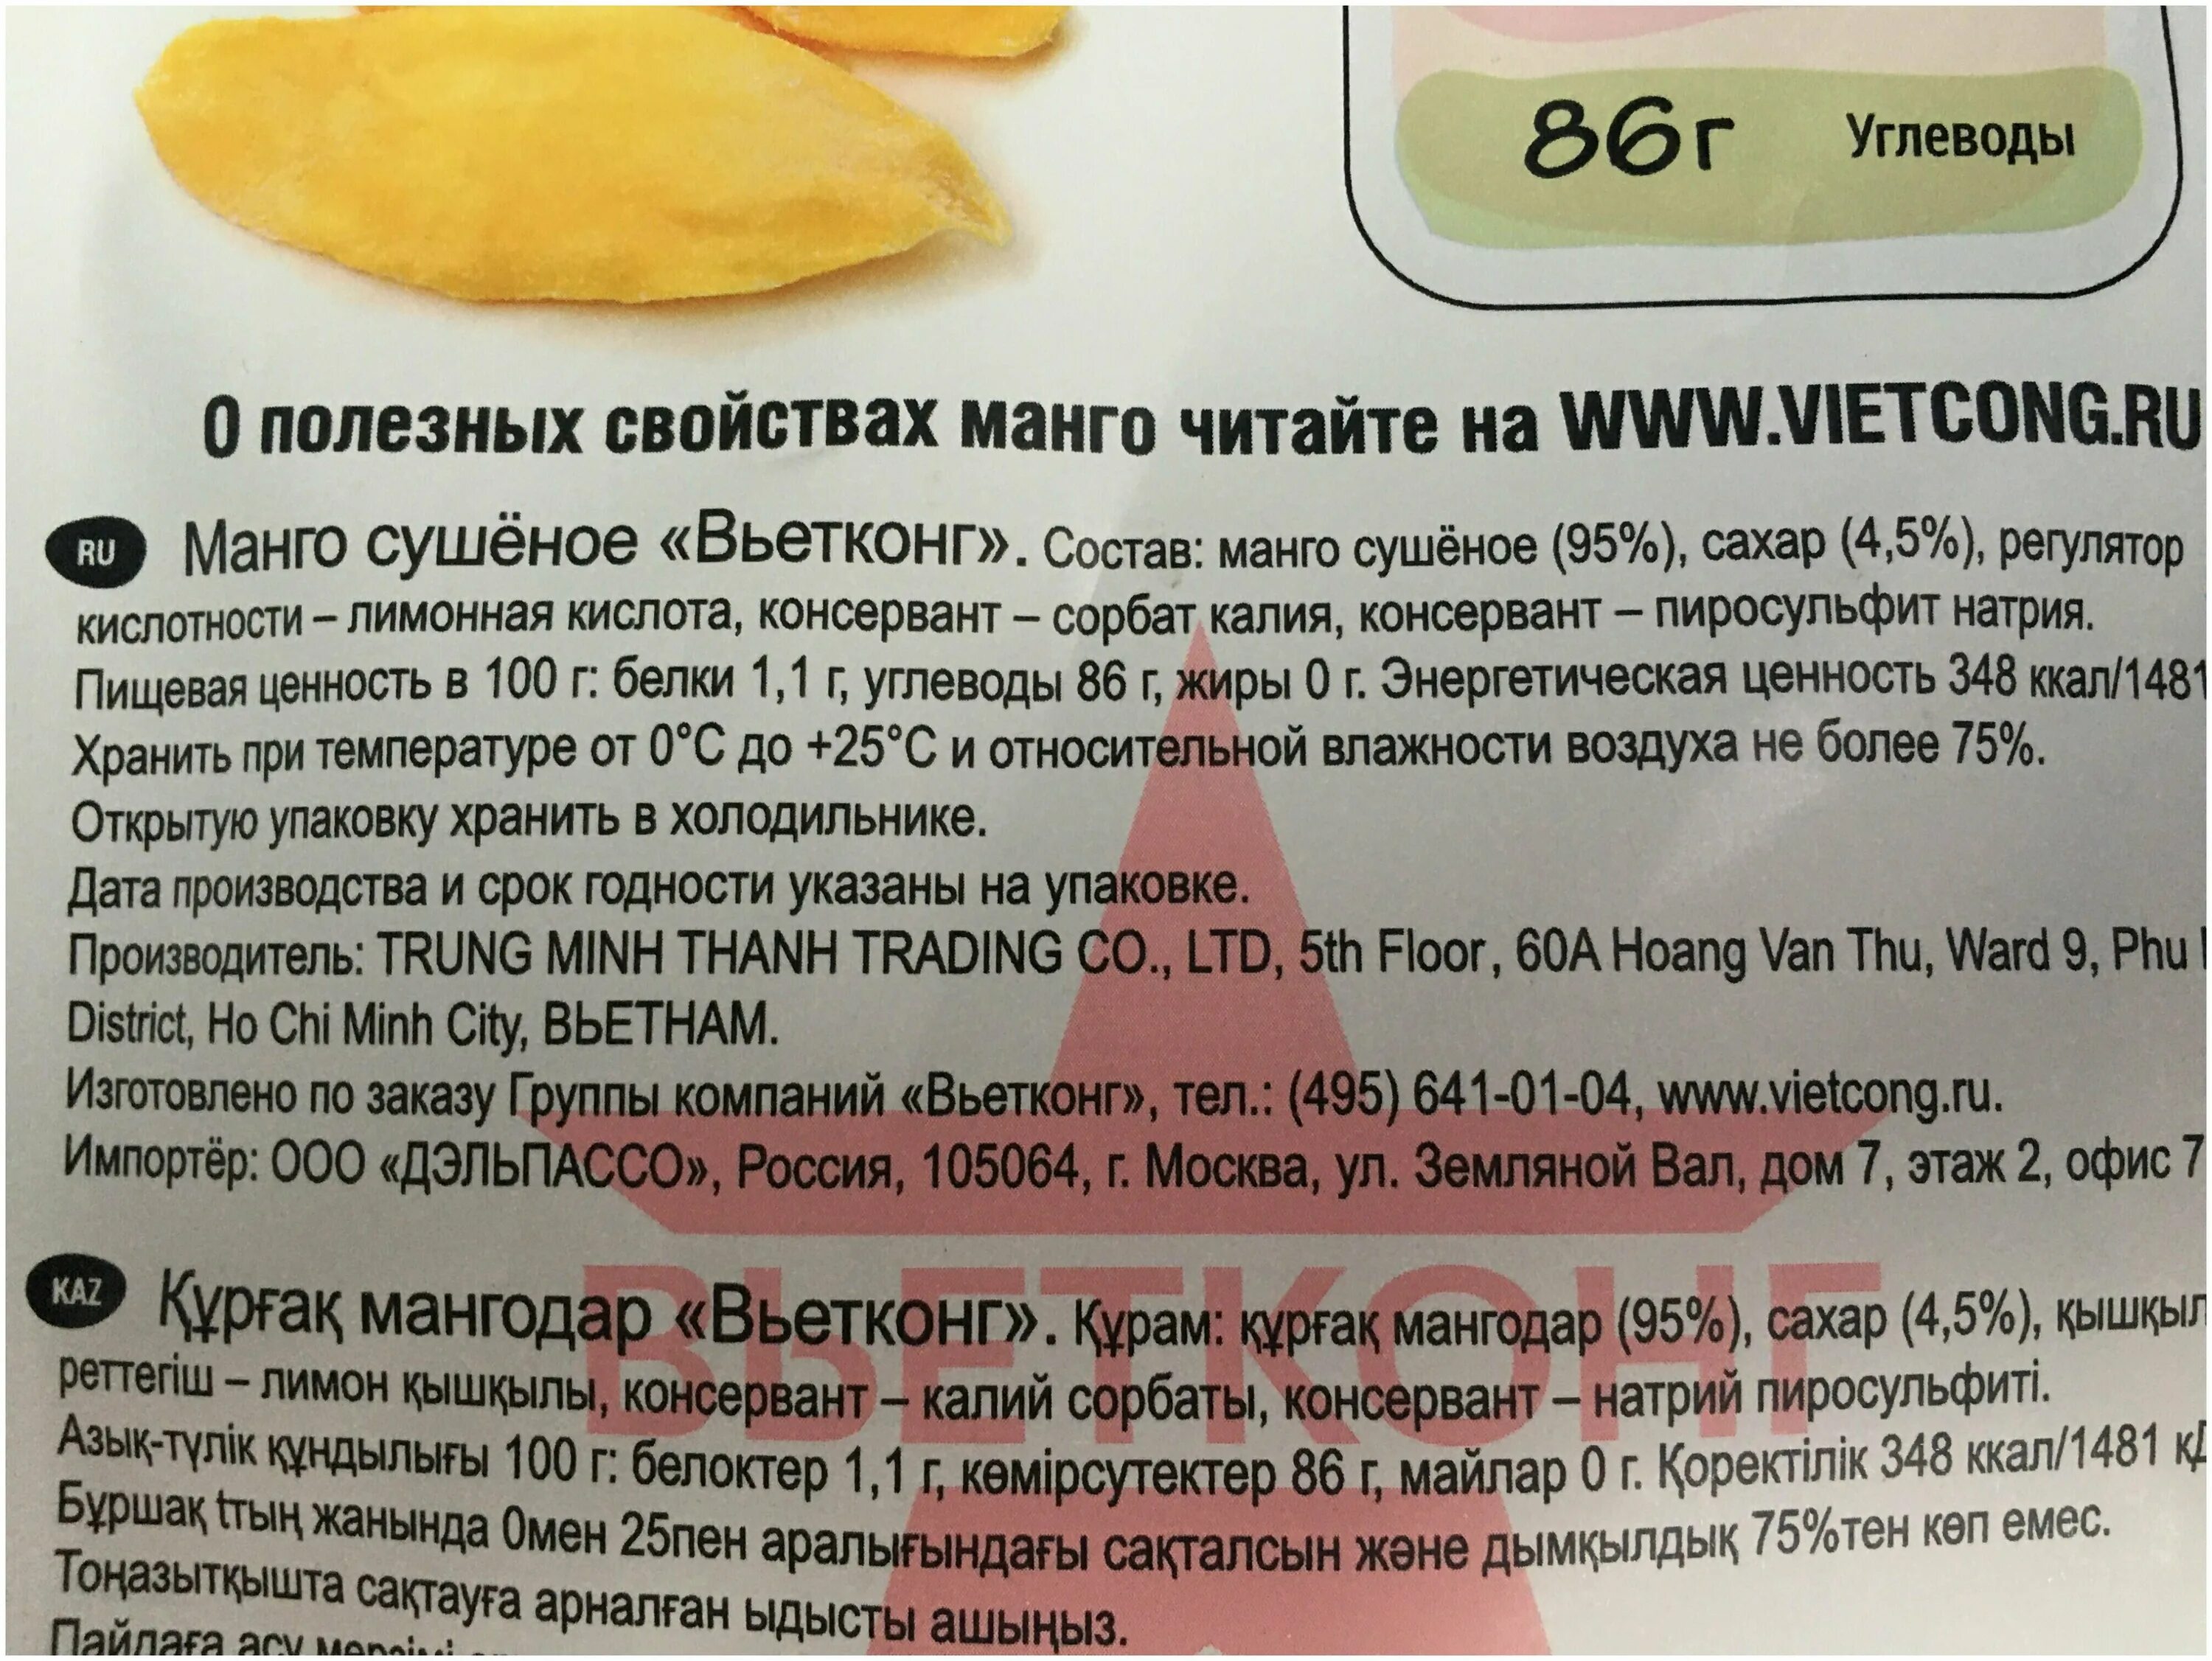 86г Углеводы
О полезных свойствах манго читайте на WWW.VIETCONG.RU
RU Манго сушёное «Вьетконг». Состав: манго сушёное (95%), сахар (4,5%), регулятор
кислотности – лимонная кислота, консервант – сорбат калия, консервант – пиросульфит натрия.
Пищевая ценность в 100 г: белки 1,1 г, углеводы 86 г, жиры 0 г. Энергетическая ценность 348 ккал/1481
Хранить при температуре от 0°С до +25°С и относительной влажности воздуха не более 75%.
Открытую упаковку хранить в холодильнике.
Дата производства и срок годности указаны на упаковке.
Производитель: TRUNG MINH THANH TRADING CO., LTD, 5th Floor, 60A Hoang Van Thu, Ward 9, Phu
District, Ho Chi Minh City, ВЬЕТНАМ.
Изготовлено по заказу Группы компаний «Вьетконг», тел.: (495) 641-01-04, www.vietcong.ru.
Импортёр: ООО «ДЭЛЬПАССО», Россия, 105064, г. Москва, ул. Земляной Вал, дом 7, этаж 2, офис 7
ВЬЕТКОНГ
KAZ Құрғақ мангодар «Вьетконг». Құрам: құрғақ мангодар (95%), сахар (4,5%), қышқыл
реттегіш – лимон қышқылы, консервант – калий сорбаты, консервант – натрий пиросульфиті.
Азық-түлік құндылығы 100 г: белоктер 1,1 г, көмірсутектер 86 г, майлар 0 г. Қоректілік 348 ккал/1481
Бұршақ tтың жанында 0мен 25пен аралығындағы сақталсын және дымқылдық 75%тен көп емес.
Тоңазытқышта сақтауға арналған ыдысты ашыңыз.
Пайдаға асу мерзімі